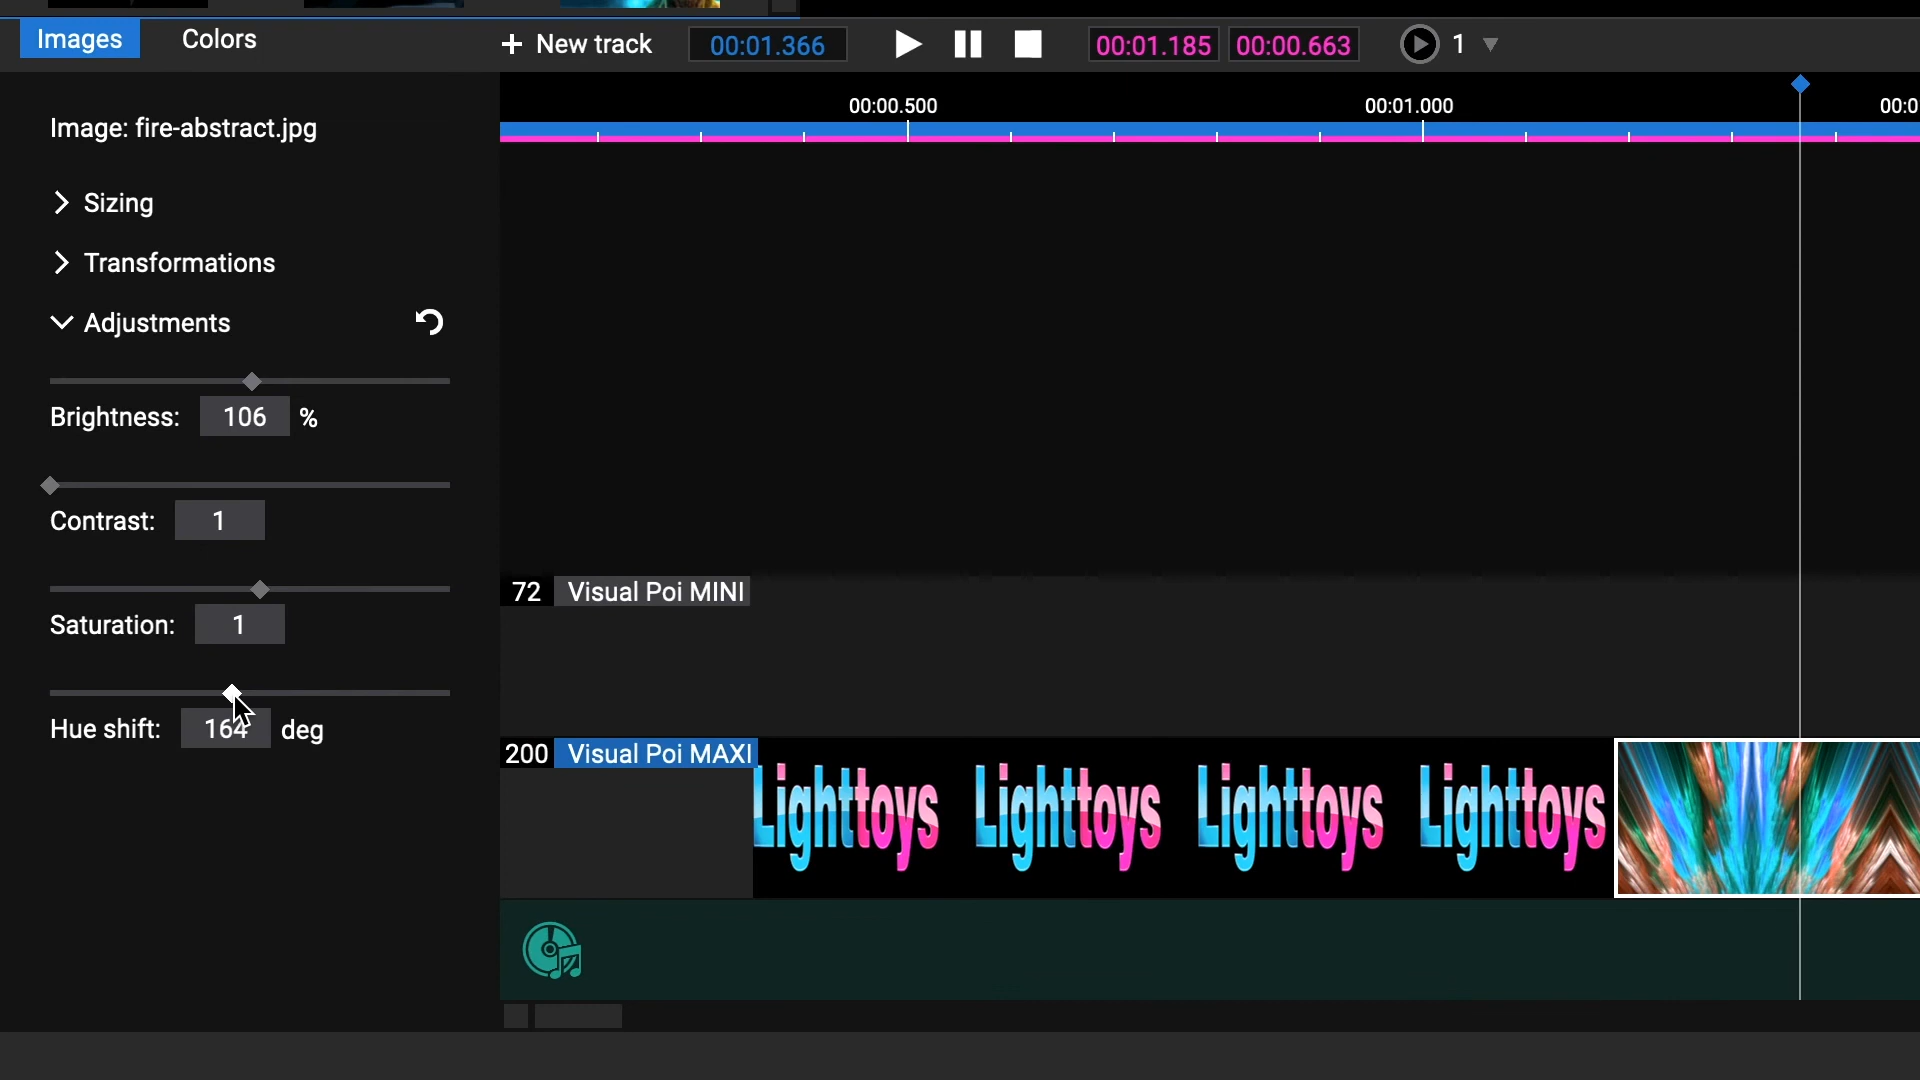 Images Colors + New track 00:01.366 00:01.185 00:00.663 1
Image: fire-abstract.jpg
00:00.500 00:01.000 00:0
Sizing
Transformations
Adjustments
Brightness: 106 %
Contrast: 1
72 Visual Poi MINI
Saturation: 1
Hue shift: 164 deg
200 Visual Poi MAXI
Lighttoys Lighttoys Lighttoys Lighttoys